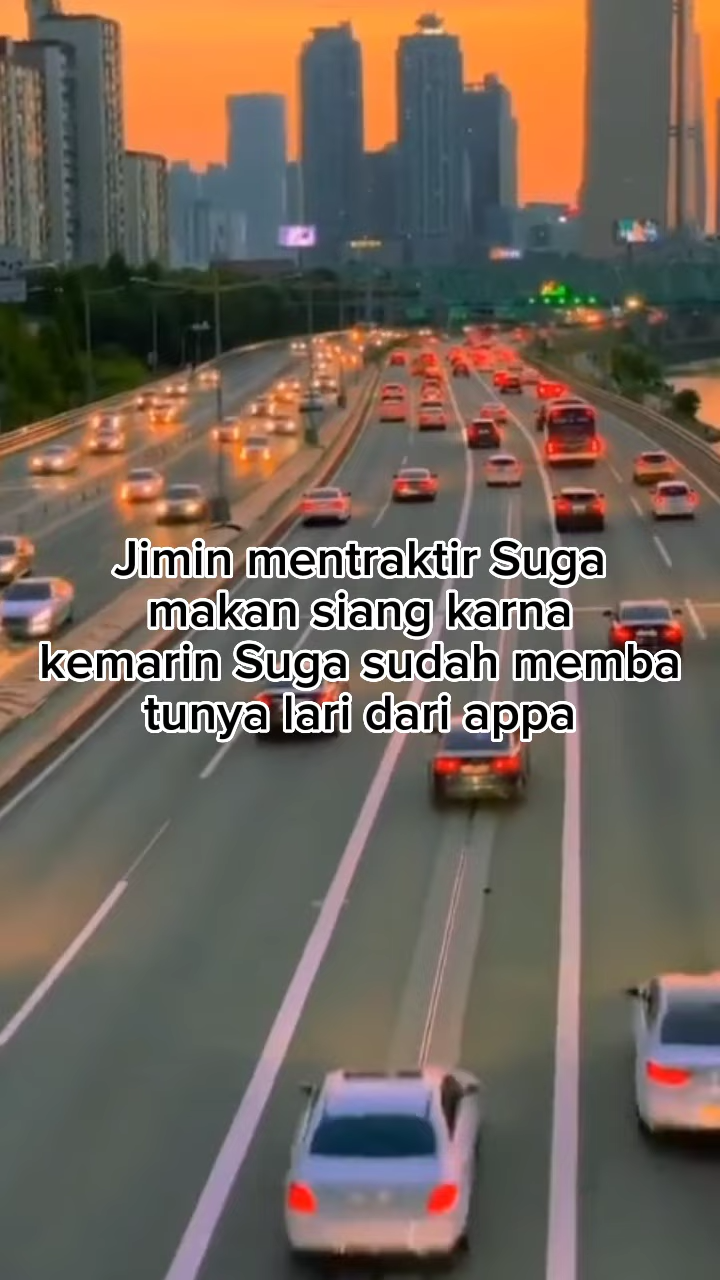 Jimin mentraktir Suga
makan siang karna
kemarin Suga sudah memba
tunya lari dari appa